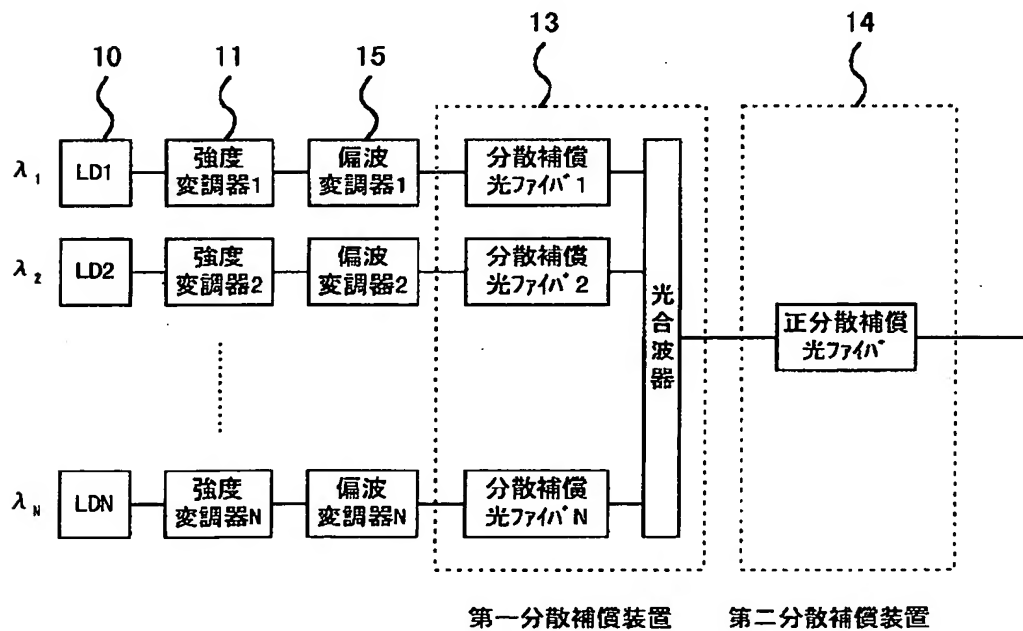 13
14
10
11
15
λ1
LD1
強度
変調器1
偏波
変調器1
分散補償
光ファイバ1
λ2
LD2
強度
変調器2
偏波
変調器2
分散補償
光ファイバ2
光合波器
正分散補償
光ファイバ
λN
LDN
強度
変調器N
偏波
変調器N
分散補償
光ファイバN
第一分散補償装置
第二分散補償装置